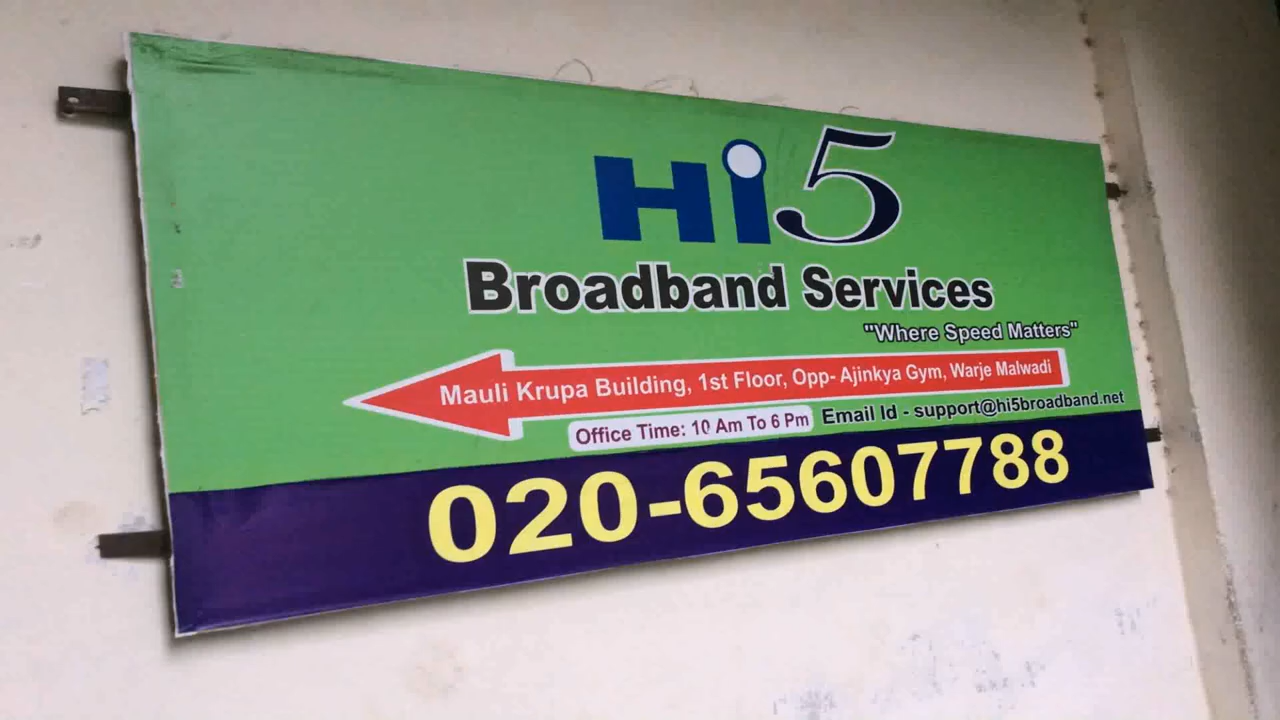 Hi5
Broadband Services
"Where Speed Matters"
Mauli Krupa Building, 1st Floor, Opp- Ajinkya Gym, Warje Malwadi
Office Time: 10 Am To 6 Pm Email Id - support@hi5broadband.net
020-65607788